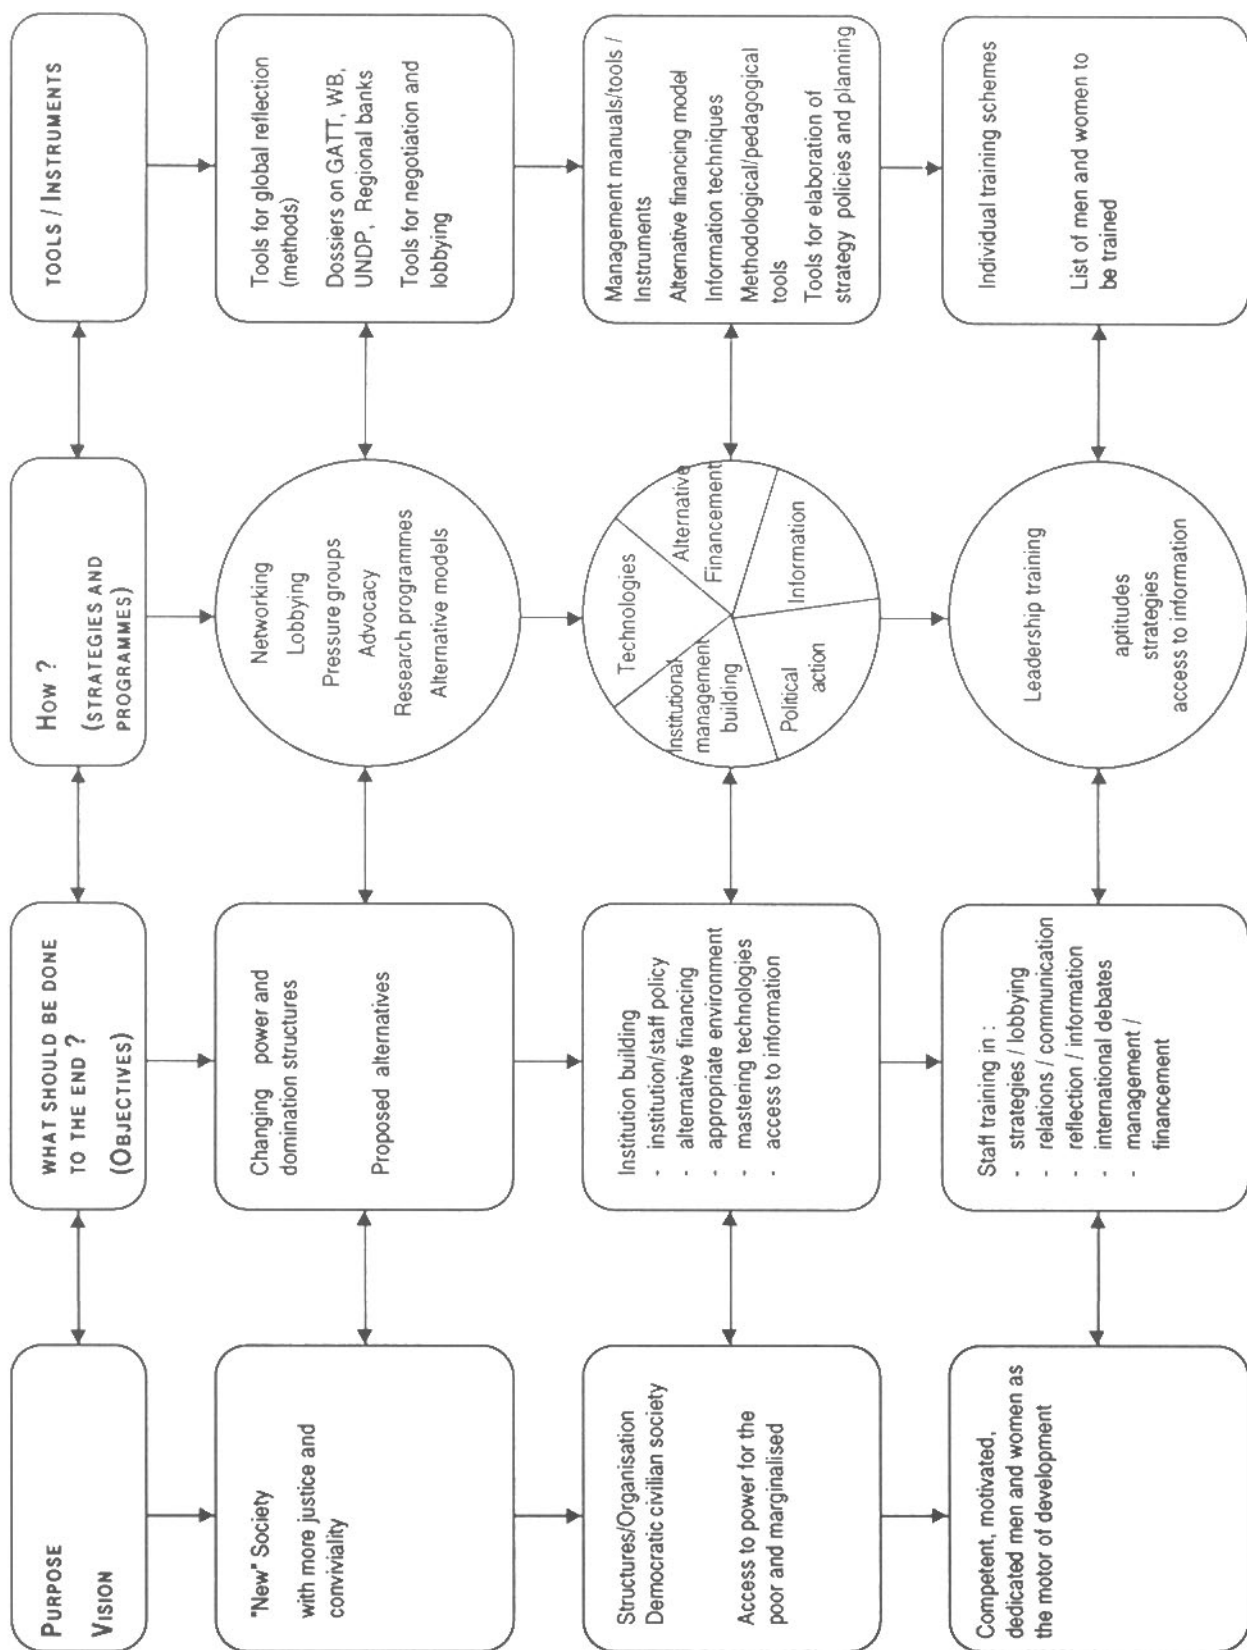 PURPOSE
VISION
WHAT SHOULD BE DONE
TO THE END ?
(OBJECTIVES)
HOW ?
(STRATEGIES AND
PROGRAMMES)
TOOLS / INSTRUMENTS
"New" Society
with more justice and
conviviality
Changing power and
domination structures
Proposed alternatives
Networking
Lobbying
Pressure groups
Advocacy
Research programmes
Alternative models
Tools for global reflection
(methods)
Dossiers on GATT, WB,
UNDP, Regional banks
Tools for negotiation and
lobbying
Structures/Organisation
Democratic civilian society
Access to power for the
poor and marginalised
Institution building
- institution/staff policy
- alternative financing
- appropriate environment
- mastering technologies
- access to information
Technologies
Alternative
Financement
Institutional
management
building
Information
Political
action
Management manuals/tools /
Instruments
Alternative financing model
Information techniques
Methodological/pedagogical
tools
Tools for elaboration of
strategy policies and planning
Competent, motivated,
dedicated men and women as
the motor of development
Staff training in :
- strategies / lobbying
- relations / communication
- reflection / information
- international debates
- management /
financement
Leadership training
aptitudes
strategies
access to information
Individual training schemes
List of men and women to
be trained